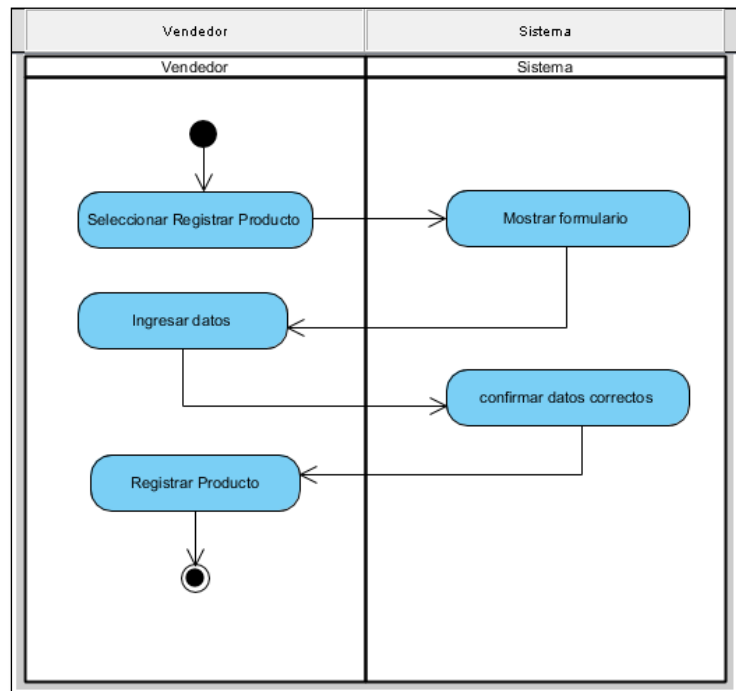 Vendedor
Sistema
Vendedor
Sistema
Seleccionar Registrar Producto
Mostrar formulario
Ingresar datos
confirmar datos correctos
Registrar Producto